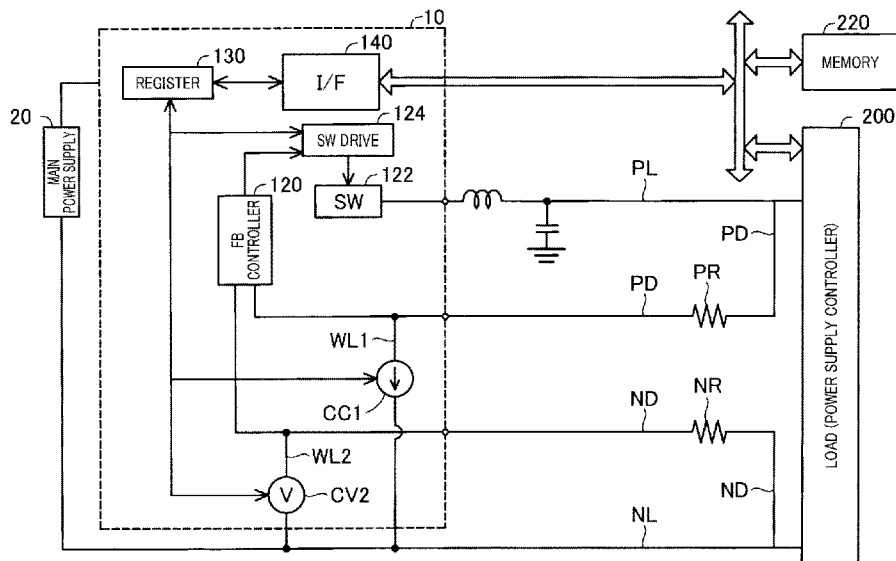 10
130
140
220
REGISTER
I/F
MEMORY
20
124
200
MAIN
POWER SUPPLY
SW DRIVE
120
122
PL
SW
FB
CONTROLLER
PD
PD
PR
WL1
LOAD (POWER SUPPLY CONTROLLER)
CC1
ND
NR
WL2
V
CV2
ND
NL